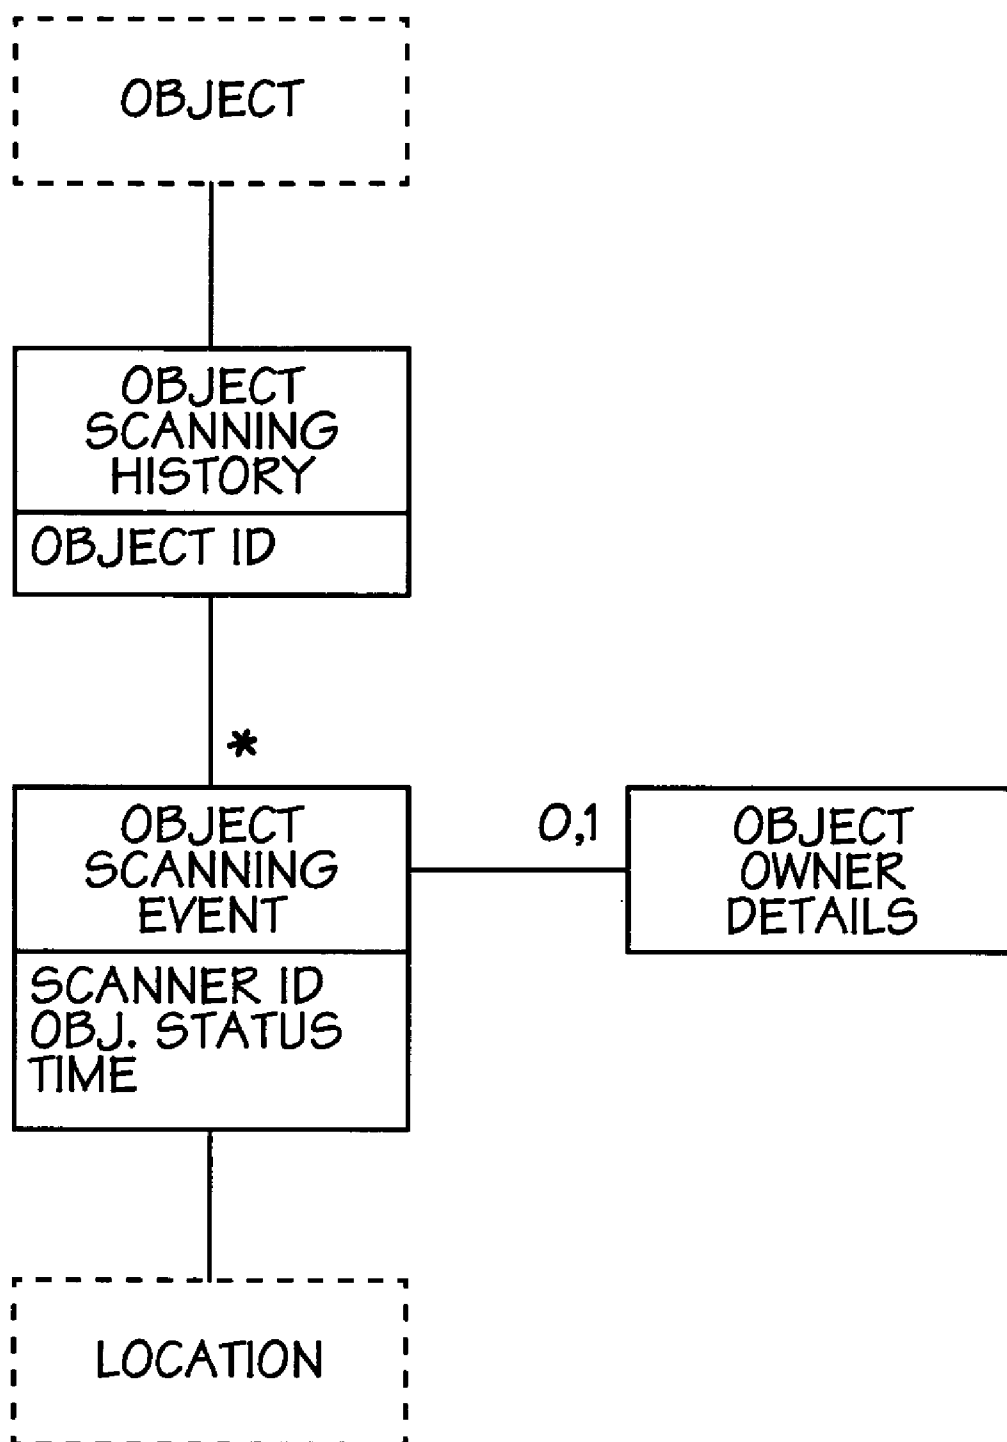 OBJECT
OBJECT
SCANNING
HISTORY
OBJECT ID
*
OBJECT
SCANNING
EVENT
0,1
OBJECT
OWNER
DETAILS
SCANNER ID
OBJ. STATUS
TIME
LOCATION